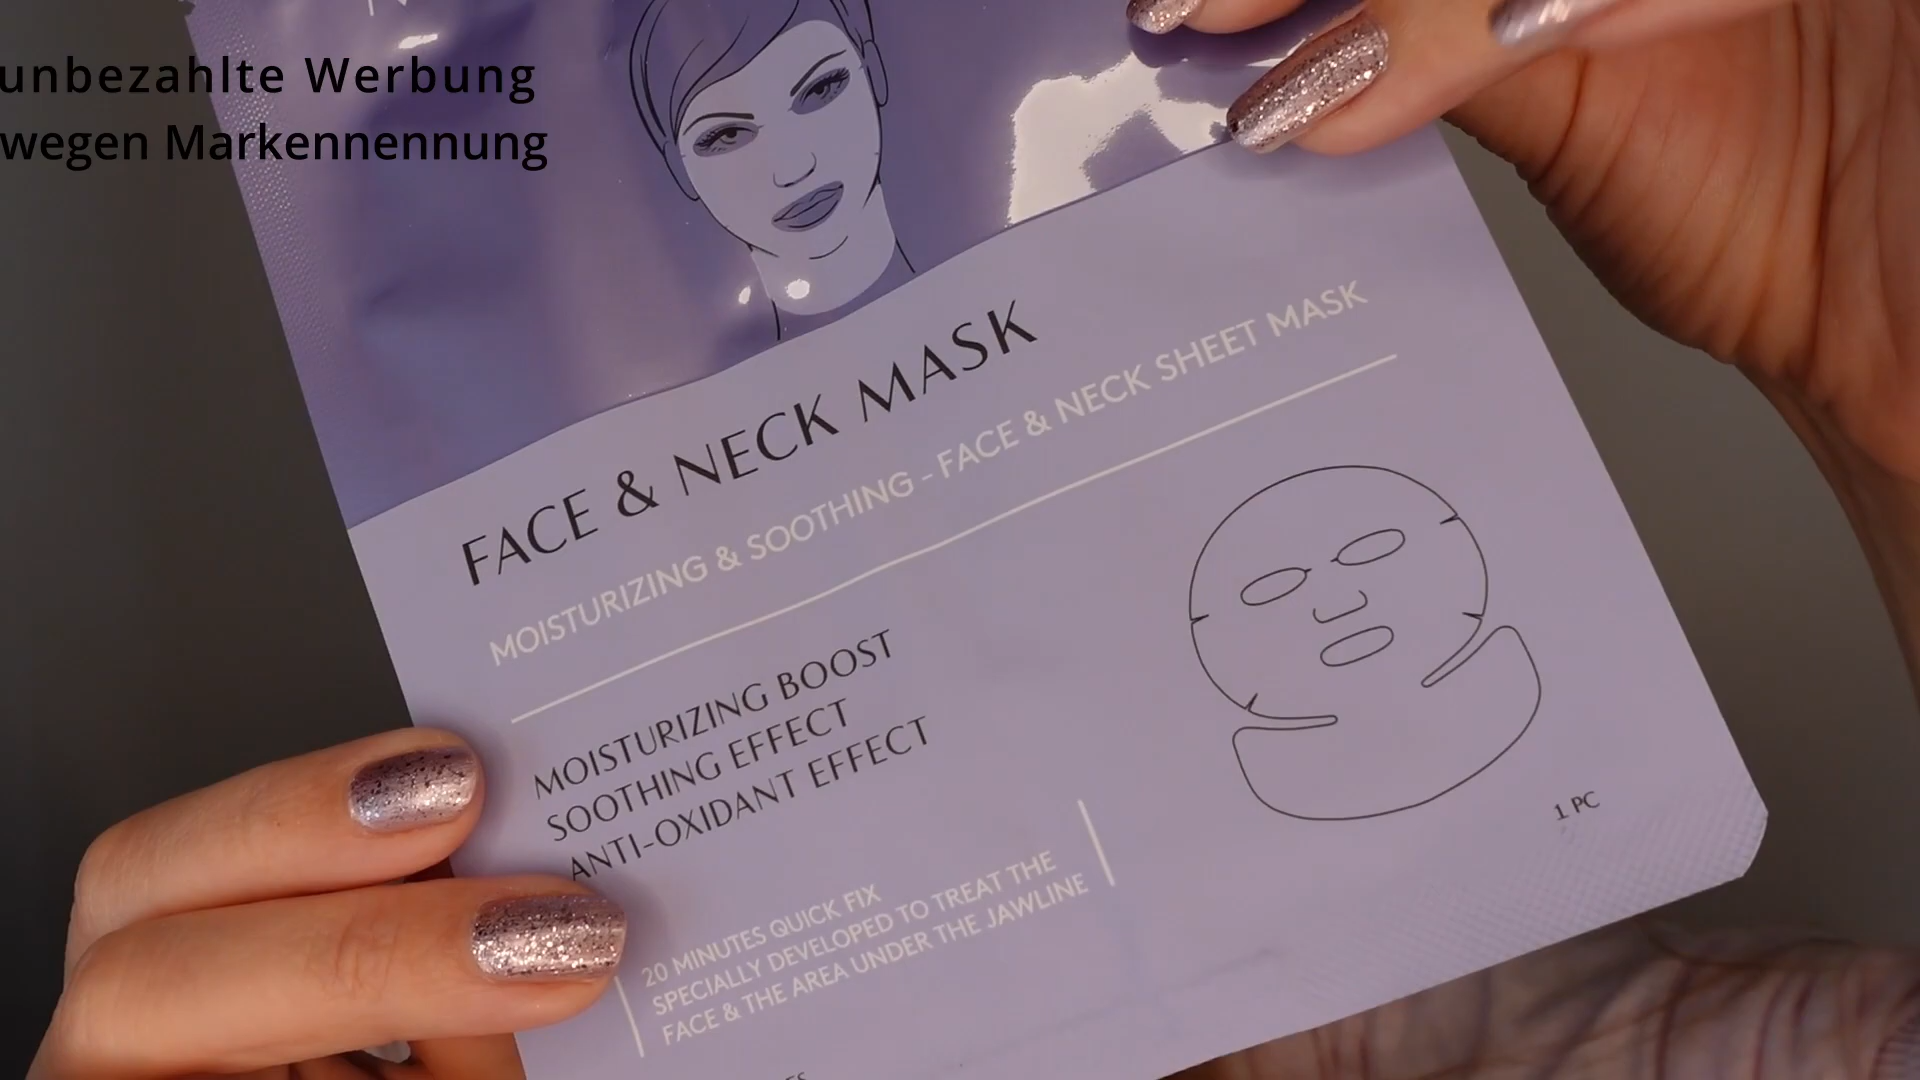 unbezahlte Werbung
wegen Markennennung
FACE & NECK MASK
MOISTURIZING & SOOTHING - FACE & NECK SHEET MASK
MOISTURIZING BOOST
SOOTHING EFFECT
ANTI-OXIDANT EFFECT
1 PC
20 MINUTES QUICK FIX
SPECIALLY DEVELOPED TO TREAT THE
FACE & THE AREA UNDER THE JAWLINE